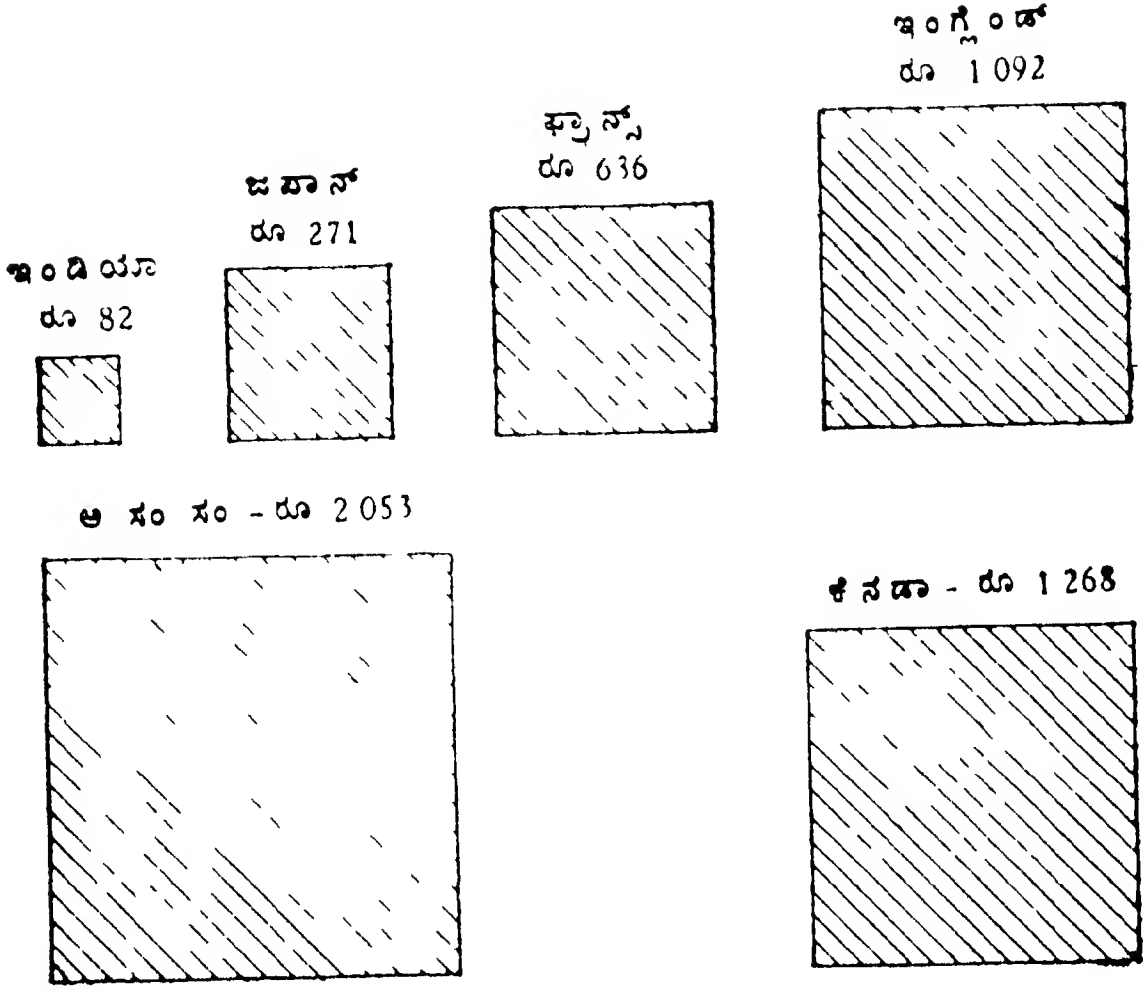 ಇಂಡಿಯಾ
ರೂ 82
ಜಪಾನ್
ರೂ 271
ಫ್ರಾನ್ಸ್
ರೂ 636
ಇಂಗ್ಲೆಂಡ್
ರೂ 1 092
ಅ ಸಂ ಸಂ - ರೂ 2 053
ಕೆನಡಾ - ರೂ 1 268